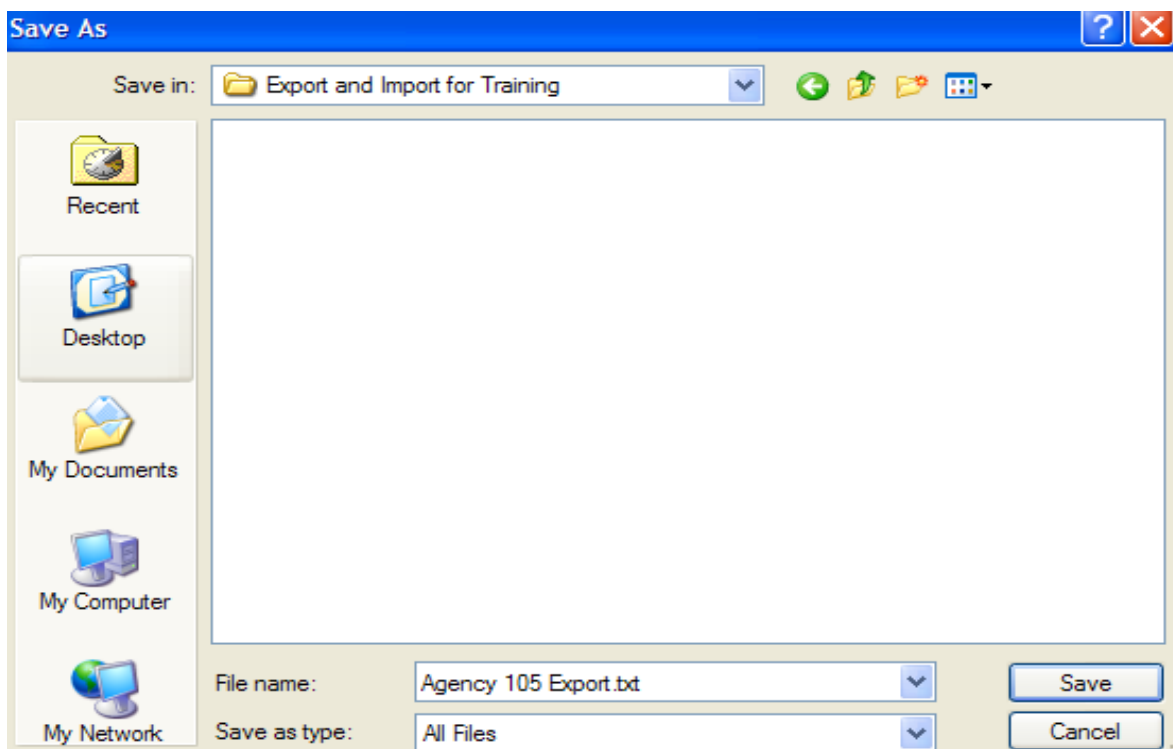 Save As
Save in: Export and Import for Training
Recent
Desktop
My Documents
My Computer
My Network
File name: Agency 105 Export.txt Save
Save as type: All Files Cancel